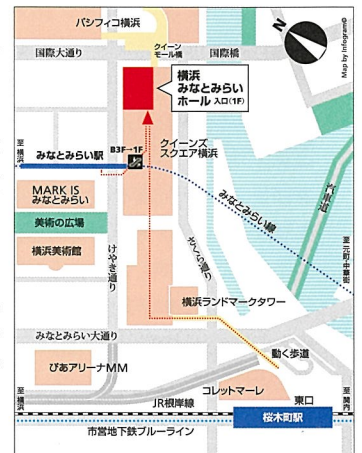 パシフィコ横浜
クイーン
モール橋
国際大通り
国際橋
N
Map by Infogram©
横浜
みなとみらい
ホール 入口(1F)
至横浜
みなとみらい駅
B3F→1F
クイーンズ
スクエア横浜
MARK IS
みなとみらい
美術の広場
横浜美術館
けやき通り
さくら通り
みなとみらい線
汽車道
至元町・中華街
横浜ランドマークタワー
みなとみらい大通り
動く歩道
ぴあアリーナMM
コレットマーレ
東口
至横浜
JR根岸線
桜木町駅
至関内
市営地下鉄ブルーライン